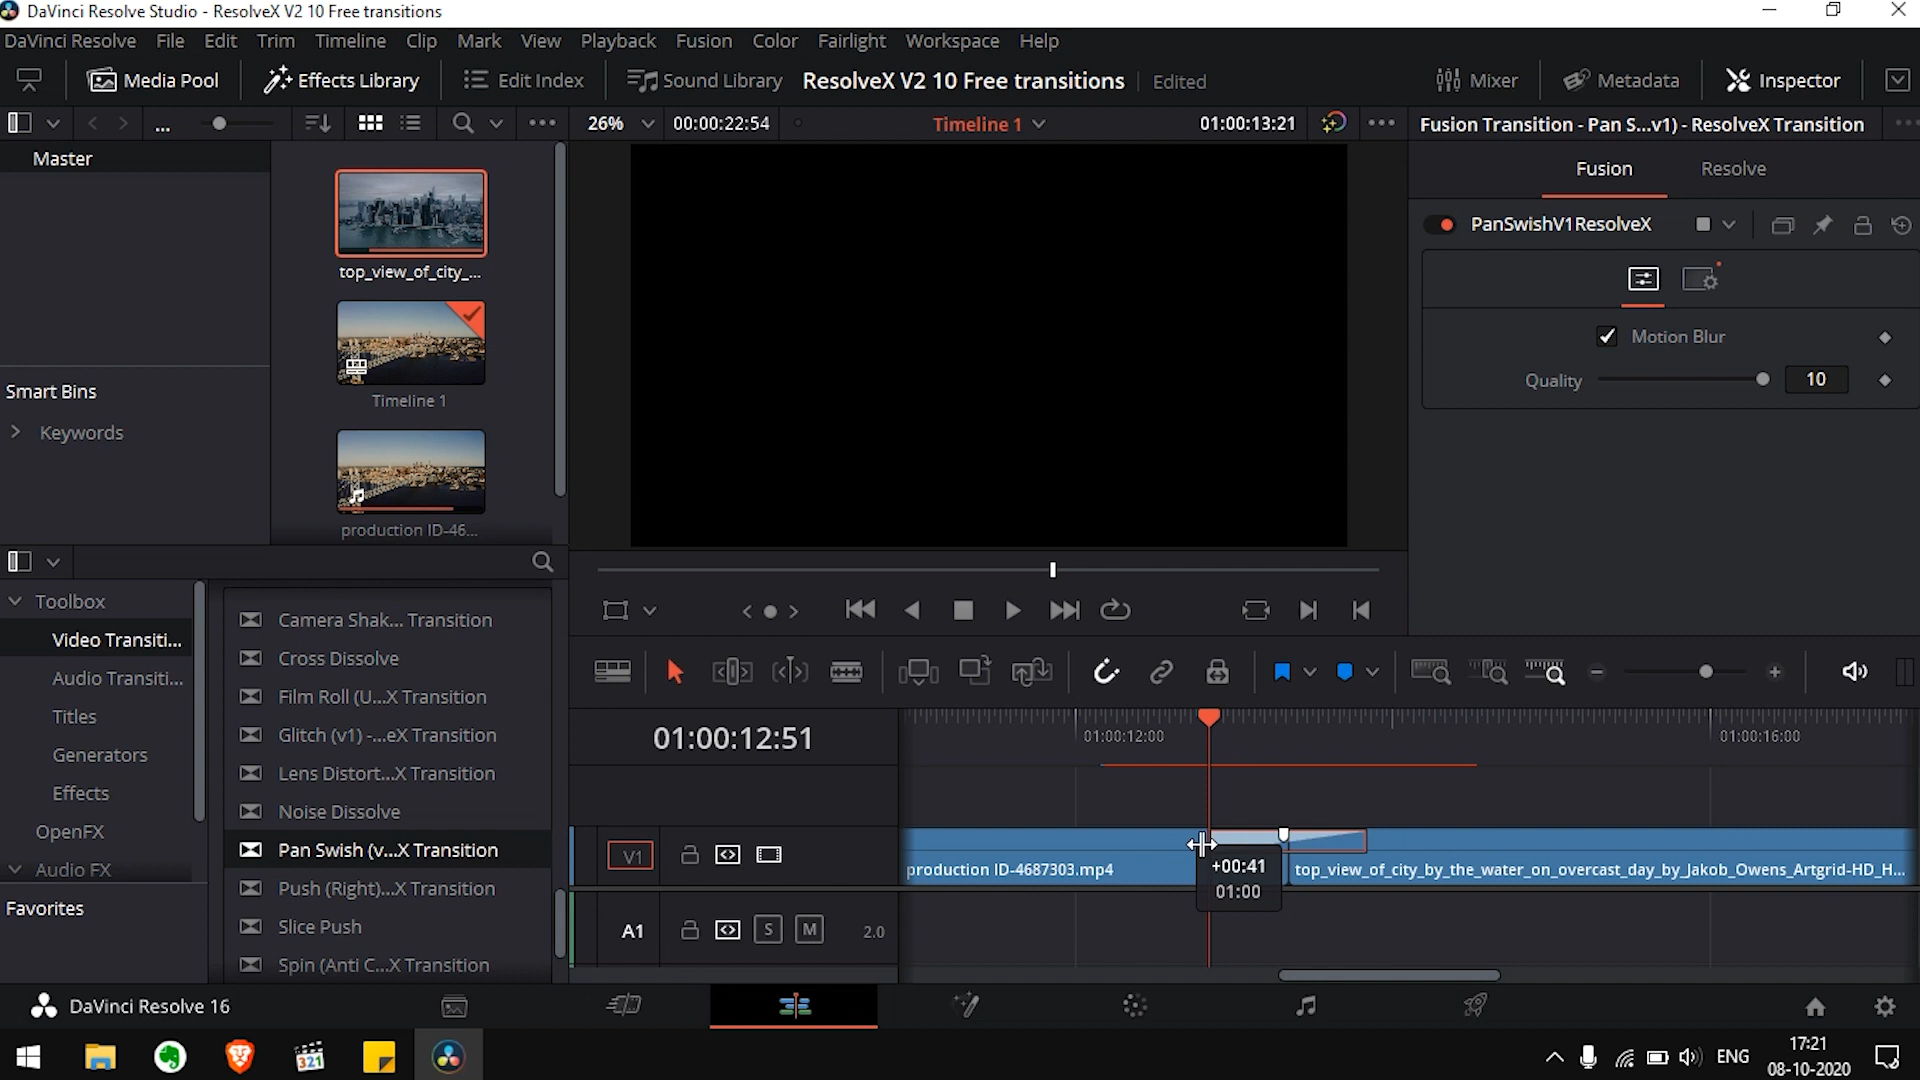 DaVinci Resolve Studio - ResolveX V2 10 Free transitions
DaVinci Resolve File Edit Trim Timeline Clip Mark View Playback Fusion Color Fairlight Workspace Help
Media Pool Effects Library Edit Index Sound Library ResolveX V2 10 Free transitions Edited Mixer Metadata Inspector
... 26% 00:00:22:54 Timeline 1 01:00:13:21 Fusion Transition - Pan S...v1) - ResolveX Transition
Master
Fusion Resolve
PanSwishV1ResolveX
top_view_of_city_...
Motion Blur
Quality 10
Smart Bins
Timeline 1
Keywords
production ID-46...
Toolbox
Video Transiti...
Audio Transiti...
Titles
Generators
Effects
OpenFX
Audio FX
Favorites
Camera Shak... Transition
Cross Dissolve
Film Roll (U...X Transition
Glitch (v1) -...eX Transition
Lens Distort...X Transition
Noise Dissolve
Pan Swish (v...X Transition
Push (Right)...X Transition
Slice Push
Spin (Anti C...X Transition
01:00:12:51
01:00:12:00
01:00:16:00
V1
production ID-4687303.mp4
+00:41
01:00
top_view_of_city_by_the_water_on_overcast_day_by_Jakob_Owens_Artgrid-HD_H...
A1 S M 2.0
DaVinci Resolve 16
321
ENG
17:21
08-10-2020